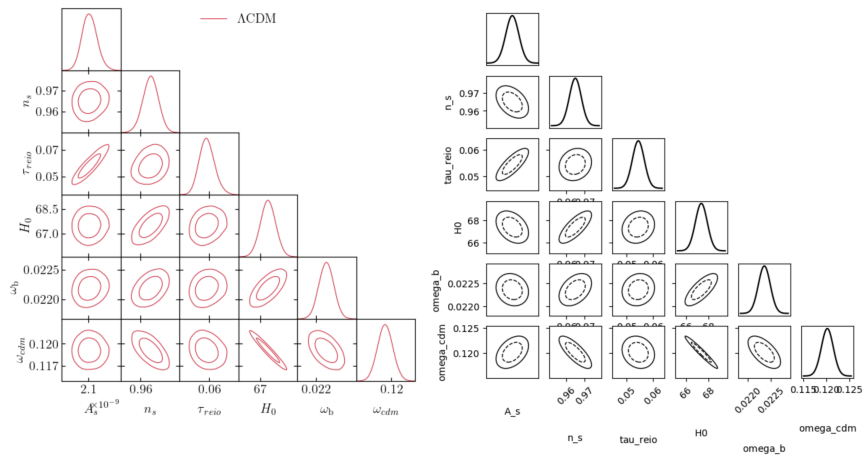 ΛCDM
0.97
0.96
n_s
0.07
0.05
τ_reio
68.5
67.0
H_0
0.0225
0.0220
ω_b
0.120
0.117
ω_cdm
2.1 0.96 0.06 67 0.022 0.12
A_s ×10^-9 n_s τ_reio H_0 ω_b ω_cdm
0.97
0.96
n_s
0.06
0.05
tau_reio
68
66
H0
0.0225
0.0220
omega_b
0.125
0.120
omega_cdm
0.96 0.97 0.05 0.06 66 68 0.0220 0.0225 0.115 0.120 0.125
A_s
n_s
tau_reio
H0
omega_b
omega_cdm